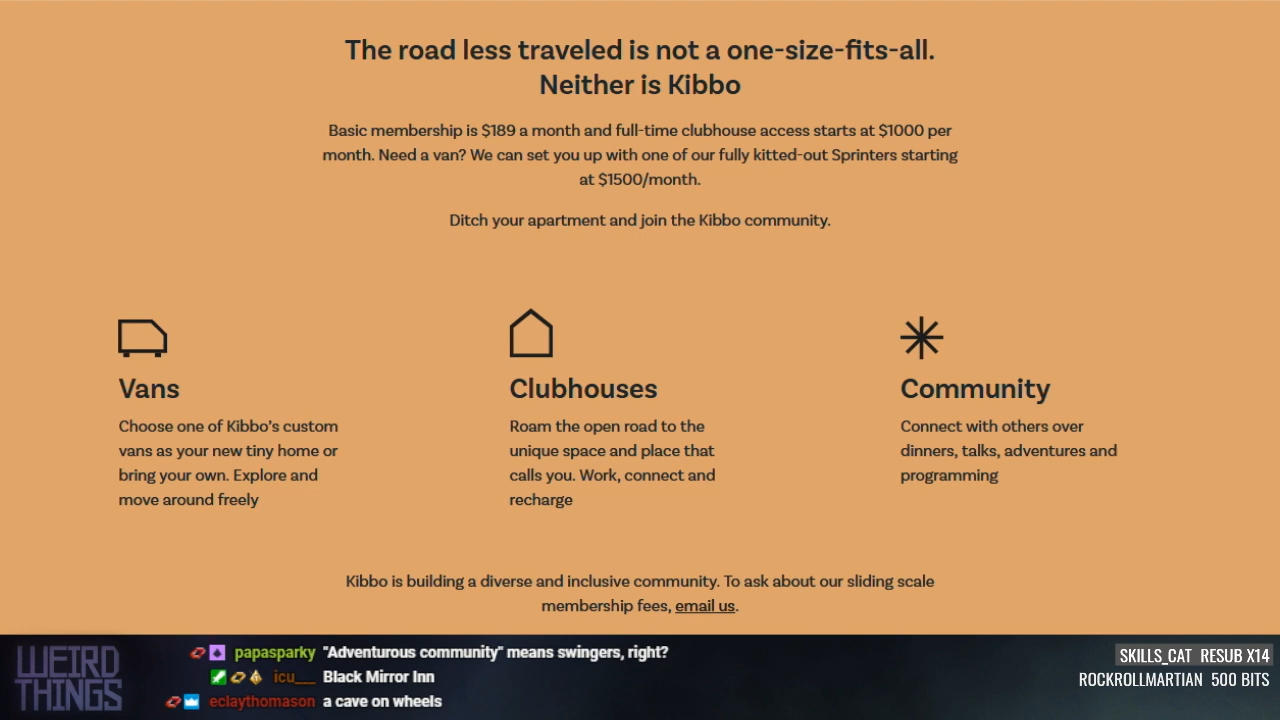 The road less traveled is not a one-size-fits-all.
Neither is Kibbo
Basic membership is $189 a month and full-time clubhouse access starts at $1000 per
month. Need a van? We can set you up with one of our fully kitted-out Sprinters starting
at $1500/month.
Ditch your apartment and join the Kibbo community.
Vans
Choose one of Kibbo's custom
vans as your new tiny home or
bring your own. Explore and
move around freely
Clubhouses
Roam the open road to the
unique space and place that
calls you. Work, connect and
recharge
Community
Connect with others over
dinners, talks, adventures and
programming
Kibbo is building a diverse and inclusive community. To ask about our sliding scale
membership fees, email us.
WEIRD
THINGS
papasparky "Adventurous community" means swingers, right?
icu___ Black Mirror Inn
eclaythomason a cave on wheels
SKILLS_CAT RESUB X14
ROCKROLLMARTIAN 500 BITS